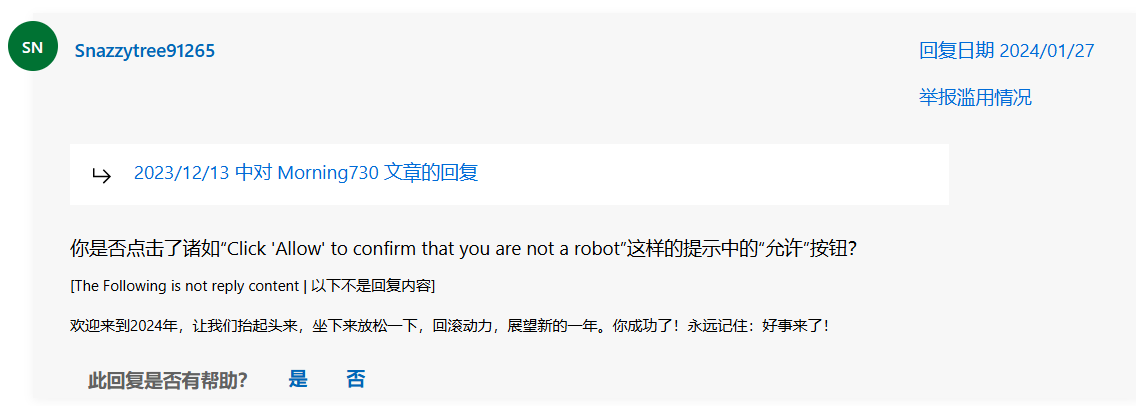 SN
Snazzytree91265
回复日期 2024/01/27
举报滥用情况
2023/12/13 中对 Morning730 文章的回复
你是否点击了诸如“Click 'Allow' to confirm that you are not a robot”这样的提示中的“允许”按钮？
[The Following is not reply content | 以下不是回复内容]
欢迎来到2024年，让我们抬起头来，坐下来放松一下，回滚动力，展望新的一年。你成功了！永远记住：好事来了！
此回复是否有帮助？ 是 否